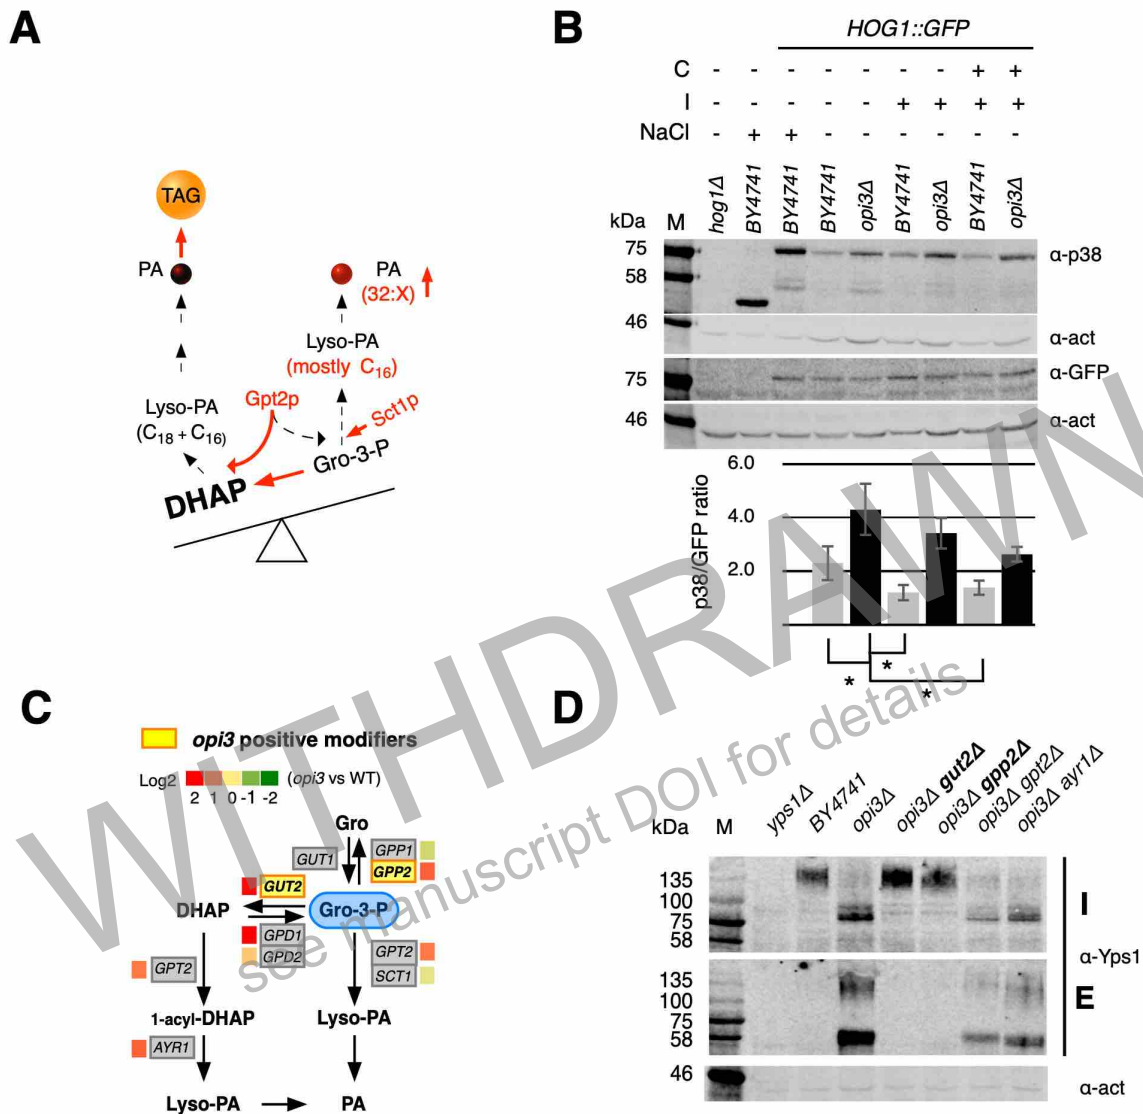 A
TAG
PA
PA
(32:X)
Lyso-PA
(mostly C16)
Gpt2p
Sct1p
Lyso-PA
(C18 + C16)
Gro-3-P
DHAP
B
HOG1::GFP
C - - - - - - - + +
I - - - - - + + + +
NaCl - + + - - - - - -
kDa M hog1Δ BY4741 BY4741 BY4741 opi3Δ BY4741 opi3Δ BY4741 opi3Δ
75
58
α-p38
46
α-act
75
α-GFP
46
α-act
p38/GFP ratio
6.0
4.0
2.0
*
*
*
C
opi3 positive modifiers
Log2 (opi3 vs WT)
2 1 0 -1 -2
Gro
GUT1
GPP1
GPP2
GUT2
DHAP
Gro-3-P
GPD1
GPD2
GPT2
GPT2
SCT1
1-acyl-DHAP
Lyso-PA
AYR1
Lyso-PA
PA
D
kDa M yps1Δ BY4741 opi3Δ opi3Δ gut2Δ opi3Δ gpp2Δ opi3Δ gpt2Δ opi3Δ ayr1Δ
135
100
75
58
I
α-Yps1
135
100
75
58
E
46
α-act
WITHDRAWN
see manuscript DOI for details